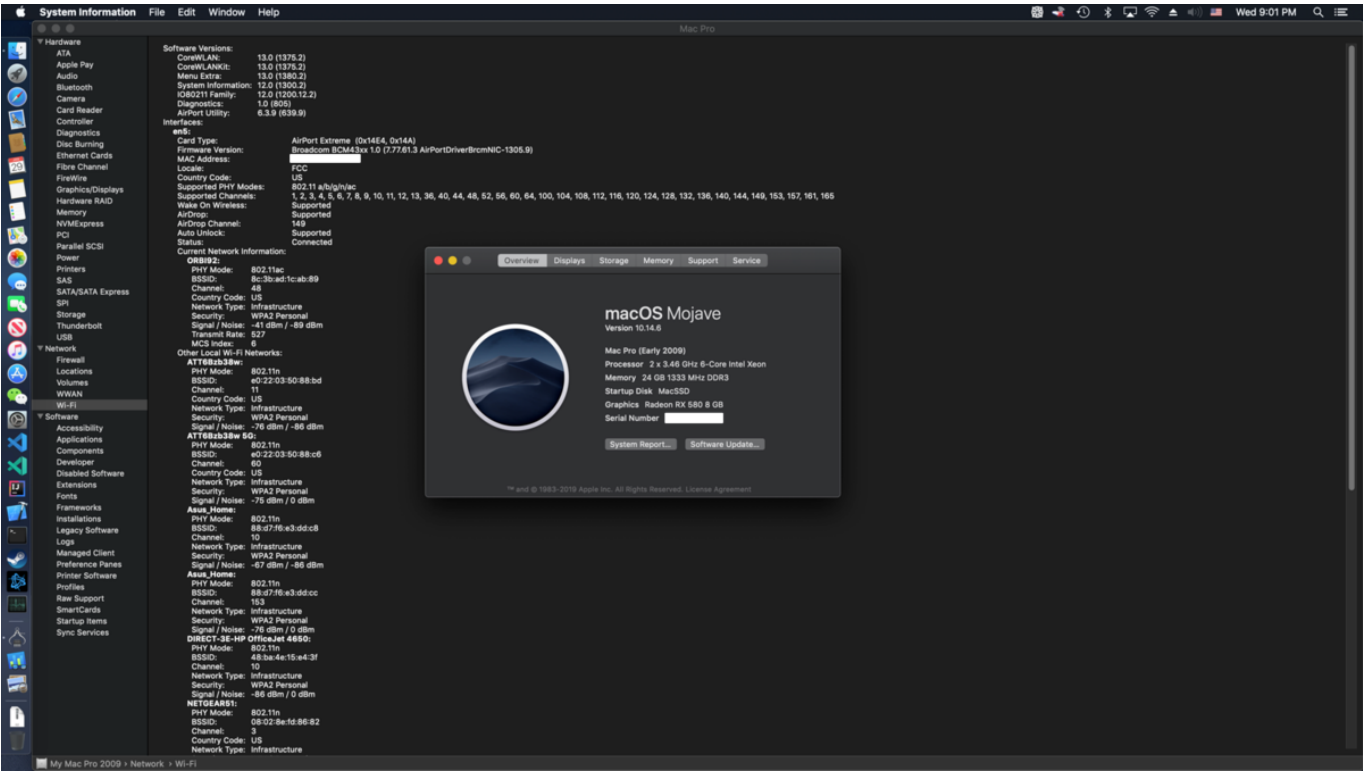 System Information File Edit Window Help
Wed 9:01 PM
Mac Pro
Hardware
ATA
Apple Pay
Audio
Bluetooth
Camera
Card Reader
Controller
Diagnostics
Disc Burning
Ethernet Cards
Fibre Channel
FireWire
Graphics/Displays
Hardware RAID
Memory
NVMExpress
PCI
Parallel SCSI
Power
Printers
SAS
SATA/SATA Express
SPI
Storage
Thunderbolt
USB
Network
Firewall
Locations
Volumes
WWAN
Wi-Fi
Software
Accessibility
Applications
Components
Developer
Disabled Software
Extensions
Fonts
Frameworks
Installations
Legacy Software
Logs
Managed Client
Preference Panes
Printer Software
Profiles
Raw Support
SmartCards
Startup Items
Sync Services
29
Software Versions:
CoreWLAN: 13.0 (1375.2)
CoreWLANKit: 13.0 (1375.2)
Menu Extra: 13.0 (1380.2)
System Information: 12.0 (1300.2)
IO80211 Family: 12.0 (1200.12.2)
Diagnostics: 1.0 (805)
AirPort Utility: 6.3.9 (639.9)
Interfaces:
en5:
Card Type: AirPort Extreme (0x14E4, 0x14A)
Firmware Version: Broadcom BCM43xx 1.0 (7.77.61.3 AirPortDriverBrcmNIC-1305.9)
MAC Address:
Locale: FCC
Country Code: US
Supported PHY Modes: 802.11 a/b/g/n/ac
Supported Channels: 1, 2, 3, 4, 5, 6, 7, 8, 9, 10, 11, 12, 13, 36, 40, 44, 48, 52, 56, 60, 64, 100, 104, 108, 112, 116, 120, 124, 128, 132, 136, 140, 144, 149, 153, 157, 161, 165
Wake On Wireless: Supported
AirDrop: Supported
AirDrop Channel: 149
Auto Unlock: Supported
Status: Connected
Current Network Information:
ORBI92:
PHY Mode: 802.11ac
BSSID: 8c:3b:ad:1c:ab:89
Channel: 48
Country Code: US
Network Type: Infrastructure
Security: WPA2 Personal
Signal / Noise: -41 dBm / -89 dBm
Transmit Rate: 527
MCS Index: 6
Other Local Wi-Fi Networks:
ATT6Bzb38w:
PHY Mode: 802.11n
BSSID: e0:22:03:50:88:bd
Channel: 11
Country Code: US
Network Type: Infrastructure
Security: WPA2 Personal
Signal / Noise: -76 dBm / -86 dBm
ATT6Bzb38w 5G:
PHY Mode: 802.11n
BSSID: e0:22:03:50:88:c6
Channel: 60
Country Code: US
Network Type: Infrastructure
Security: WPA2 Personal
Signal / Noise: -75 dBm / 0 dBm
Asus_Home:
PHY Mode: 802.11n
BSSID: 88:d7:f6:e3:dd:c8
Channel: 10
Network Type: Infrastructure
Security: WPA2 Personal
Signal / Noise: -67 dBm / -86 dBm
Asus_Home:
PHY Mode: 802.11n
BSSID: 88:d7:f6:e3:dd:cc
Channel: 153
Network Type: Infrastructure
Security: WPA2 Personal
Signal / Noise: -76 dBm / 0 dBm
DIRECT-3E-HP OfficeJet 4650:
PHY Mode: 802.11n
BSSID: 48:ba:4e:15:e4:3f
Channel: 10
Network Type: Infrastructure
Security: WPA2 Personal
Signal / Noise: -86 dBm / 0 dBm
NETGEAR51:
PHY Mode: 802.11n
BSSID: 08:02:8e:fd:86:82
Channel: 3
Country Code: US
Network Type: Infrastructure
Overview Displays Storage Memory Support Service
macOS Mojave
Version 10.14.6
Mac Pro (Early 2009)
Processor 2 x 3.46 GHz 6-Core Intel Xeon
Memory 24 GB 1333 MHz DDR3
Startup Disk MacSSD
Graphics Radeon RX 580 8 GB
Serial Number
System Report... Software Update...
™ and © 1983-2019 Apple Inc. All Rights Reserved. License Agreement
My Mac Pro 2009 › Network › Wi-Fi